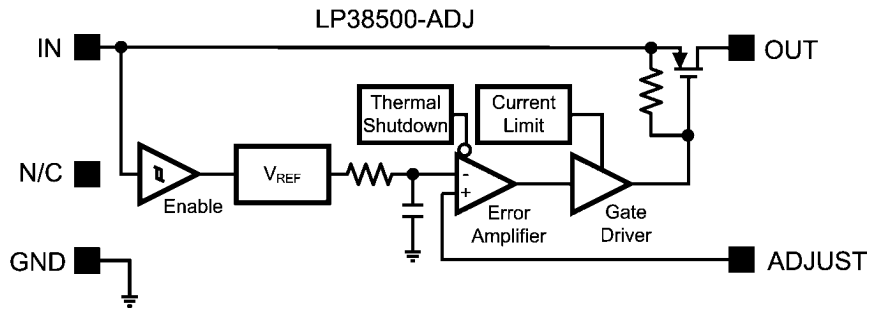 LP38500-ADJ
IN
OUT
Thermal
Shutdown
Current
Limit
N/C
VREF
-
+
Enable
Error
Amplifier
Gate
Driver
GND
ADJUST